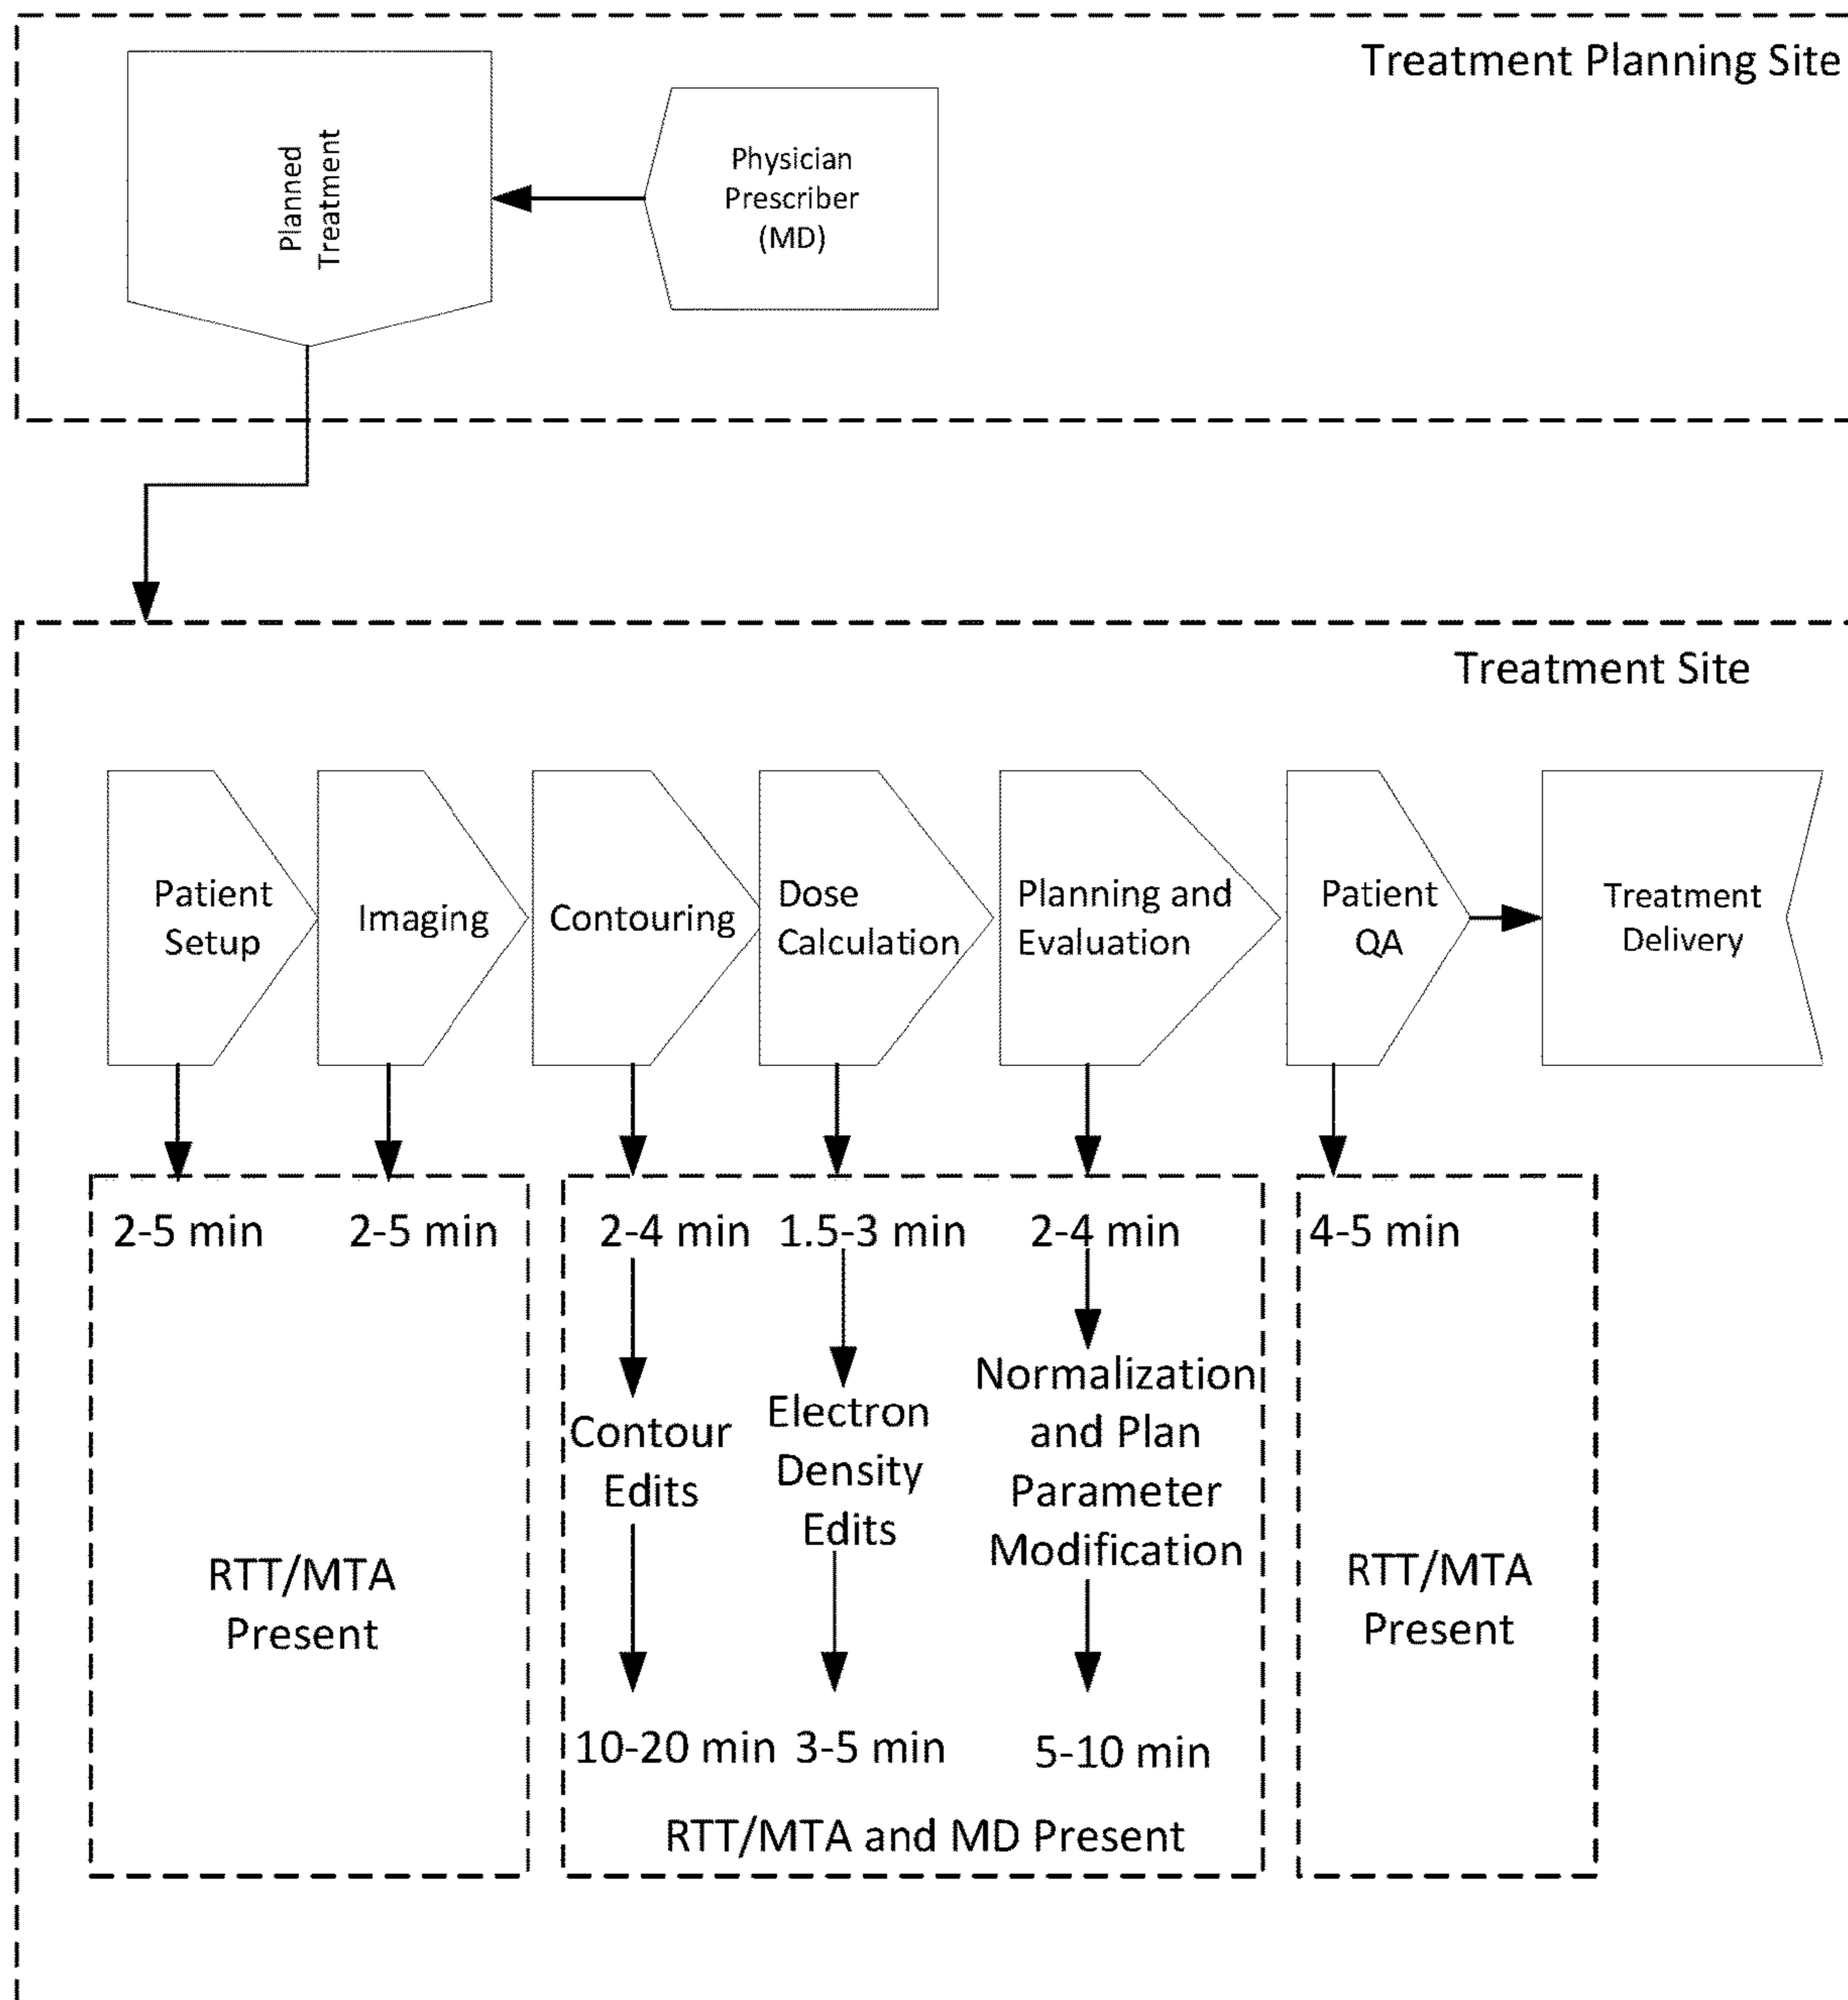 Treatment Planning Site
Planned
Treatment
Physician
Prescriber
(MD)
Treatment Site
Patient
Setup
Imaging
Contouring
Dose
Calculation
Planning and
Evaluation
Patient
QA
Treatment
Delivery
2-5 min
2-5 min
2-4 min
1.5-3 min
2-4 min
4-5 min
Contour
Edits
Electron
Density
Edits
Normalization
and Plan
Parameter
Modification
RTT/MTA
Present
10-20 min
3-5 min
5-10 min
RTT/MTA and MD Present
RTT/MTA
Present